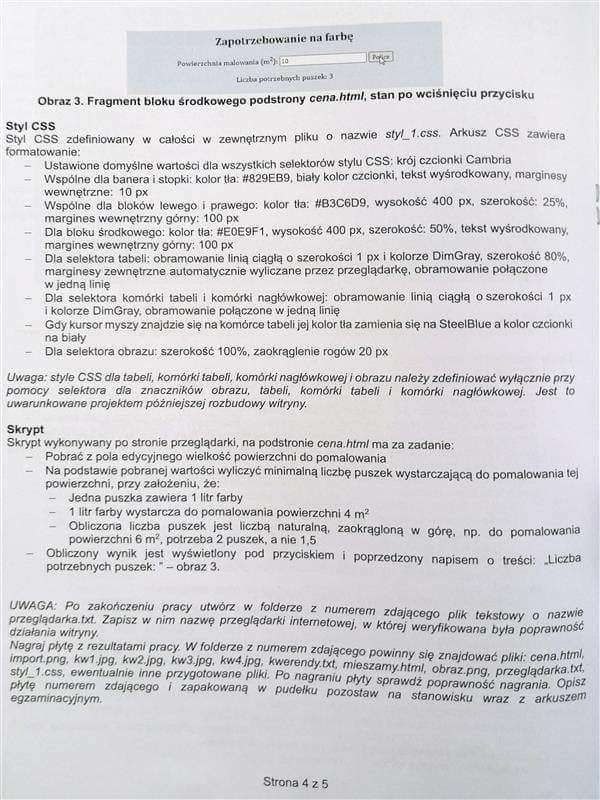 Zapotrzebowanie na farbę
Powierzchnia malowania (m²): 10 Policz
Liczba potrzebnych puszek: 3
Obraz 3. Fragment bloku środkowego podstrony cena.html, stan po wciśnięciu przycisku
Styl CSS
Styl CSS zdefiniowany w całości w zewnętrznym pliku o nazwie styl_1.css. Arkusz CSS zawiera
formatowanie:
– Ustawione domyślne wartości dla wszystkich selektorów stylu CSS: krój czcionki Cambria
– Wspólne dla banera i stopki: kolor tła: #829EB9, biały kolor czcionki, tekst wyśrodkowany, marginesy
wewnętrzne: 10 px
– Wspólne dla bloków lewego i prawego: kolor tła: #B3C6D9, wysokość 400 px, szerokość: 25%,
margines wewnętrzny górny: 100 px
– Dla bloku środkowego: kolor tła: #E0E9F1, wysokość 400 px, szerokość: 50%, tekst wyśrodkowany,
margines wewnętrzny górny: 100 px
– Dla selektora tabeli: obramowanie linią ciągłą o szerokości 1 px i kolorze DimGray, szerokość 80%,
marginesy zewnętrzne automatycznie wyliczane przez przeglądarkę, obramowanie połączone
w jedną linię
– Dla selektora komórki tabeli i komórki nagłówkowej: obramowanie linią ciągłą o szerokości 1 px
i kolorze DimGray, obramowanie połączone w jedną linię
– Gdy kursor myszy znajdzie się na komórce tabeli jej kolor tła zamienia się na SteelBlue a kolor czcionki
na biały
– Dla selektora obrazu: szerokość 100%, zaokrąglenie rogów 20 px
Uwaga: style CSS dla tabeli, komórki tabeli, komórki nagłówkowej i obrazu należy zdefiniować wyłącznie przy
pomocy selektora dla znaczników obrazu, tabeli, komórki tabeli i komórki nagłówkowej. Jest to
uwarunkowane projektem późniejszej rozbudowy witryny.
Skrypt
Skrypt wykonywany po stronie przeglądarki, na podstronie cena.html ma za zadanie:
– Pobrać z pola edycyjnego wielkość powierzchni do pomalowania
– Na podstawie pobranej wartości wyliczyć minimalną liczbę puszek wystarczającą do pomalowania tej
powierzchni, przy założeniu, że:
– Jedna puszka zawiera 1 litr farby
– 1 litr farby wystarcza do pomalowania powierzchni 4 m²
– Obliczona liczba puszek jest liczbą naturalną, zaokrągloną w górę, np. do pomalowania
powierzchni 6 m², potrzeba 2 puszek, a nie 1,5
– Obliczony wynik jest wyświetlony pod przyciskiem i poprzedzony napisem o treści: „Liczba
potrzebnych puszek: ” – obraz 3.
UWAGA: Po zakończeniu pracy utwórz w folderze z numerem zdającego plik tekstowy o nazwie
przeglądarka.txt. Zapisz w nim nazwę przeglądarki internetowej, w której weryfikowana była poprawność
działania witryny.
Nagraj płytę z rezultatami pracy. W folderze z numerem zdającego powinny się znajdować pliki: cena.html,
import.png, kw1.jpg, kw2.jpg, kw3.jpg, kw4.jpg, kwerendy.txt, mieszamy.html, obraz.png, przeglądarka.txt,
styl_1.css, ewentualnie inne przygotowane pliki. Po nagraniu płyty sprawdź poprawność nagrania. Opisz
płytę numerem zdającego i zapakowaną w pudełku pozostaw na stanowisku wraz z arkuszem
egzaminacyjnym.
Strona 4 z 5